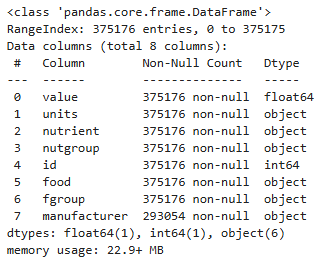 <class 'pandas.core.frame.DataFrame'>
RangeIndex: 375176 entries, 0 to 375175
Data columns (total 8 columns):
 #   Column        Non-Null Count   Dtype
---  ------        --------------   -----
 0   value         375176 non-null  float64
 1   units         375176 non-null  object
 2   nutrient      375176 non-null  object
 3   nutgroup      375176 non-null  object
 4   id            375176 non-null  int64
 5   food          375176 non-null  object
 6   fgroup        375176 non-null  object
 7   manufacturer  293054 non-null  object
dtypes: float64(1), int64(1), object(6)
memory usage: 22.9+ MB